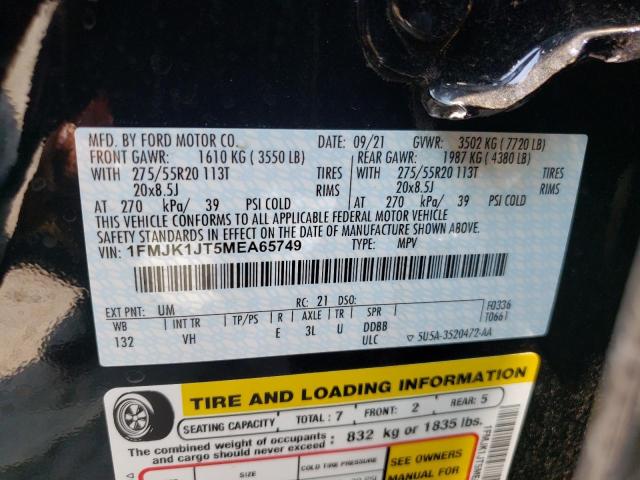 MFD. BY FORD MOTOR CO. DATE: 09/21 GVWR: 3502 KG ( 7720 LB)
FRONT GAWR: 1610 KG ( 3550 LB) REAR GAWR: 1987 KG ( 4380 LB)
WITH 275/55R20 113T TIRES WITH 275/55R20 113T TIRES
20x8.5J RIMS 20x8.5J RIMS
AT 270 kPa/ 39 PSI COLD AT 270 kPa/ 39 PSI COLD
THIS VEHICLE CONFORMS TO ALL APPLICABLE FEDERAL MOTOR VEHICLE
SAFETY STANDARDS IN EFFECT ON THE DATE OF MANUFACTURE SHOWN ABOVE.
VIN: 1FMJK1JT5MEA65749 TYPE: MPV
EXT PNT: UM RC: 21 DSO: F0336
WB INT TR TP/PS R AXLE TR SPR T0661
132 VH E 3L U DDBB
ULC 5U5A-3520472-AA
TIRE AND LOADING INFORMATION
SEATING CAPACITY TOTAL : 7 FRONT: 2 REAR: 5
The combined weight of occupants and cargo should never exceed : 832 kg or 1835 lbs.
SIZE COLD TIRE PRESSURE SEE OWNERS
MANUAL FOR